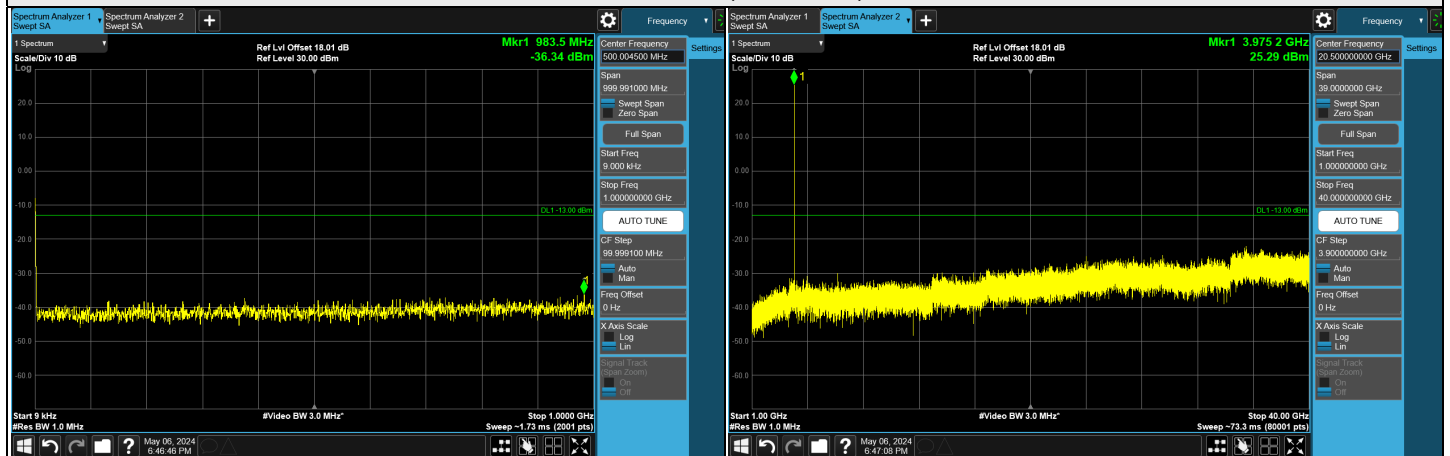 Spectrum Analyzer 1
Swept SA
Spectrum Analyzer 2
Swept SA
Frequency
1 Spectrum
Scale/Div 10 dB
Log
Ref Lvl Offset 18.01 dB
Ref Level 30.00 dBm
Mkr1 983.5 MHz
-36.34 dBm
1
20.0
10.0
0.00
-10.0
-20.0
-30.0
-40.0
-50.0
-60.0
DL1 -13.00 dBm
Start 9 kHz
#Res BW 1.0 MHz
#Video BW 3.0 MHz*
Stop 1.0000 GHz
Sweep ~1.73 ms (2001 pts)
Center Frequency
500.004500 MHz
Settings
Span
999.991000 MHz
Swept Span
Zero Span
Full Span
Start Freq
9.000 kHz
Stop Freq
1.000000000 GHz
AUTO TUNE
CF Step
99.999100 MHz
Auto
Man
Freq Offset
0 Hz
X Axis Scale
Log
Lin
Signal Track
(Span Zoom)
On
Off
?
May 06, 2024
6:46:46 PM
Spectrum Analyzer 1
Swept SA
Spectrum Analyzer 2
Swept SA
Frequency
1 Spectrum
Scale/Div 10 dB
Log
Ref Lvl Offset 18.01 dB
Ref Level 30.00 dBm
Mkr1 3.975 2 GHz
25.29 dBm
1
20.0
10.0
0.00
-10.0
-20.0
-30.0
-40.0
-50.0
-60.0
DL1 -13.00 dBm
Start 1.00 GHz
#Res BW 1.0 MHz
#Video BW 3.0 MHz*
Stop 40.00 GHz
Sweep ~73.3 ms (80001 pts)
Center Frequency
20.500000000 GHz
Settings
Span
39.0000000 GHz
Swept Span
Zero Span
Full Span
Start Freq
1.000000000 GHz
Stop Freq
40.000000000 GHz
AUTO TUNE
CF Step
3.900000000 GHz
Auto
Man
Freq Offset
0 Hz
X Axis Scale
Log
Lin
Signal Track
(Span Zoom)
On
Off
?
May 06, 2024
6:47:08 PM